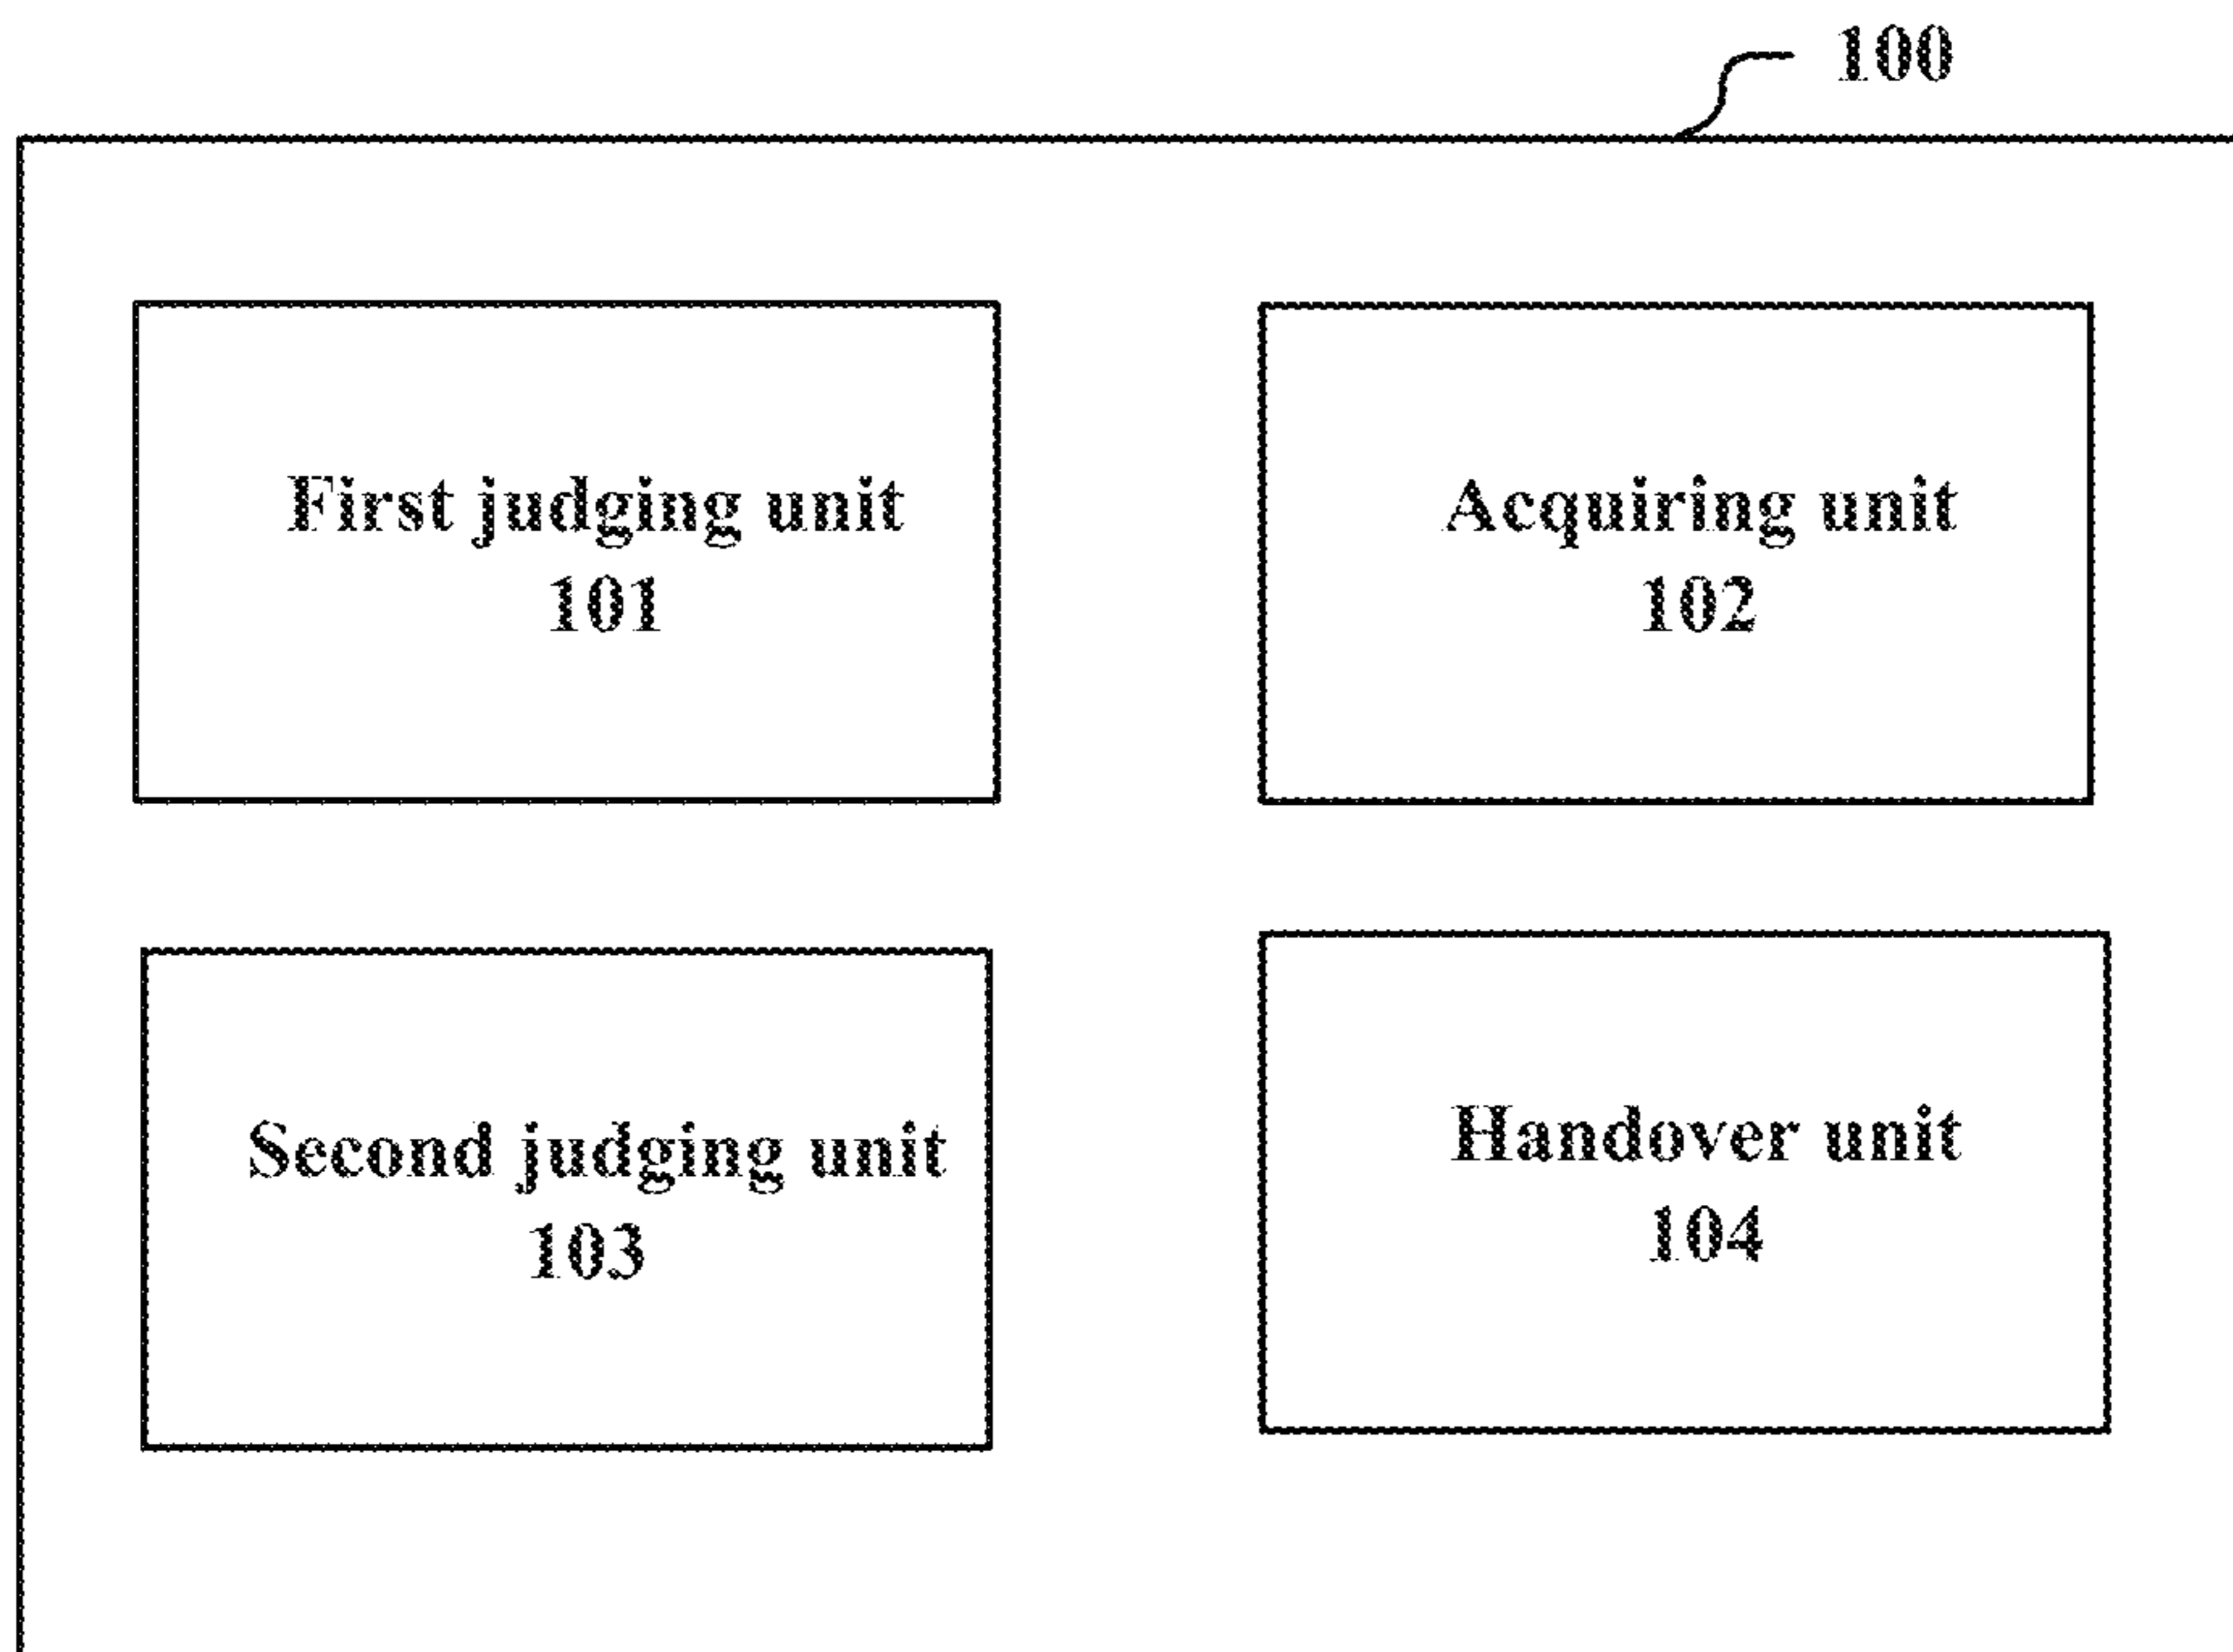 100
First judging unit
101
Acquiring unit
102
Second judging unit
103
Handover unit
104